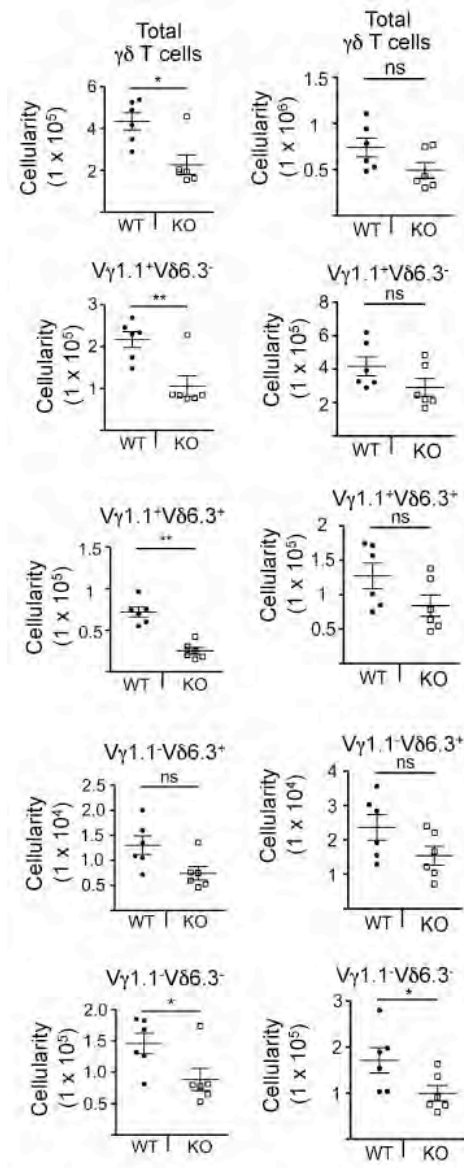 Total
γδ T cells
Cellularity
(1 x 10⁵)
6
4
2
*
WT
KO
Total
γδ T cells
Cellularity
(1 x 10⁶)
1.5
1
0.5
ns
WT
KO
Vγ1.1⁺Vδ6.3⁻
Cellularity
(1 x 10⁵)
3
2
1
**
WT
KO
Vγ1.1⁺Vδ6.3⁻
Cellularity
(1 x 10⁵)
8
6
4
2
ns
WT
KO
Vγ1.1⁺Vδ6.3⁺
Cellularity
(1 x 10⁵)
1.5
1
0.5
**
WT
KO
Vγ1.1⁺Vδ6.3⁺
Cellularity
(1 x 10⁵)
2
1.5
1
0.5
ns
WT
KO
Vγ1.1⁻Vδ6.3⁺
Cellularity
(1 x 10⁴)
2.5
2.0
1.5
1.0
0.5
ns
WT
KO
Vγ1.1⁻Vδ6.3⁺
Cellularity
(1 x 10⁴)
4
3
2
1
ns
WT
KO
Vγ1.1⁻Vδ6.3⁻
Cellularity
(1 x 10⁵)
2.0
1.5
1.0
0.5
*
WT
KO
Vγ1.1⁻Vδ6.3⁻
Cellularity
(1 x 10⁵)
3
2
1
*
WT
KO